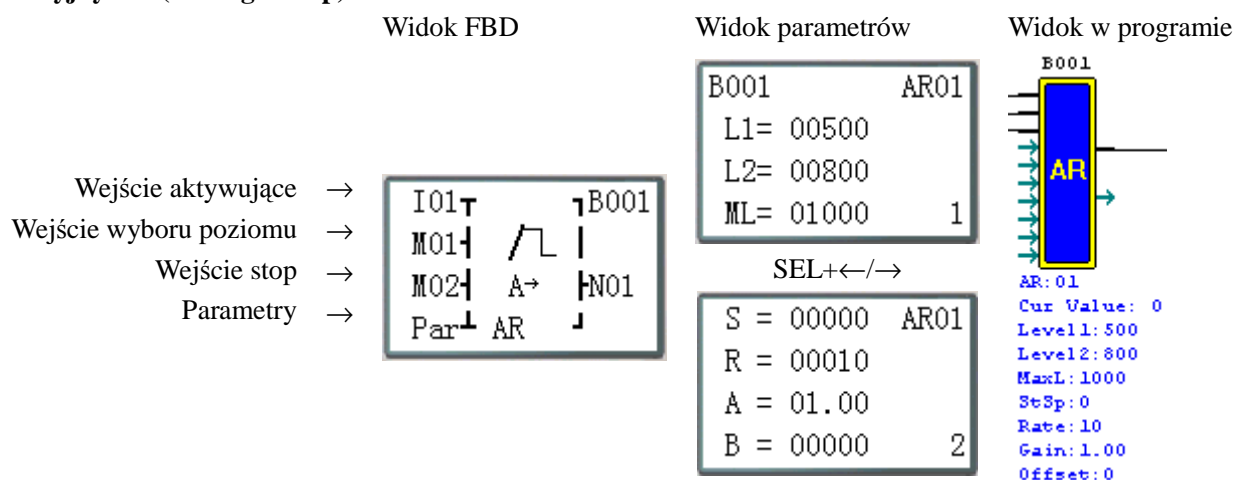 Widok FBD
Widok parametrów
Widok w programie
Wejście aktywujące →
Wejście wyboru poziomu →
Wejście stop →
Parametry →
I01 B001
M01
M02 A→ N01
Par AR
B001 AR01
L1= 00500
L2= 00800
ML= 01000 1
SEL+←/→
S = 00000 AR01
R = 00010
A = 01.00
B = 00000 2
B001
AR
AR:01
Cur Value: 0
Level1:500
Level2:800
MaxL:1000
StSp:0
Rate:10
Gain:1.00
Offset:0